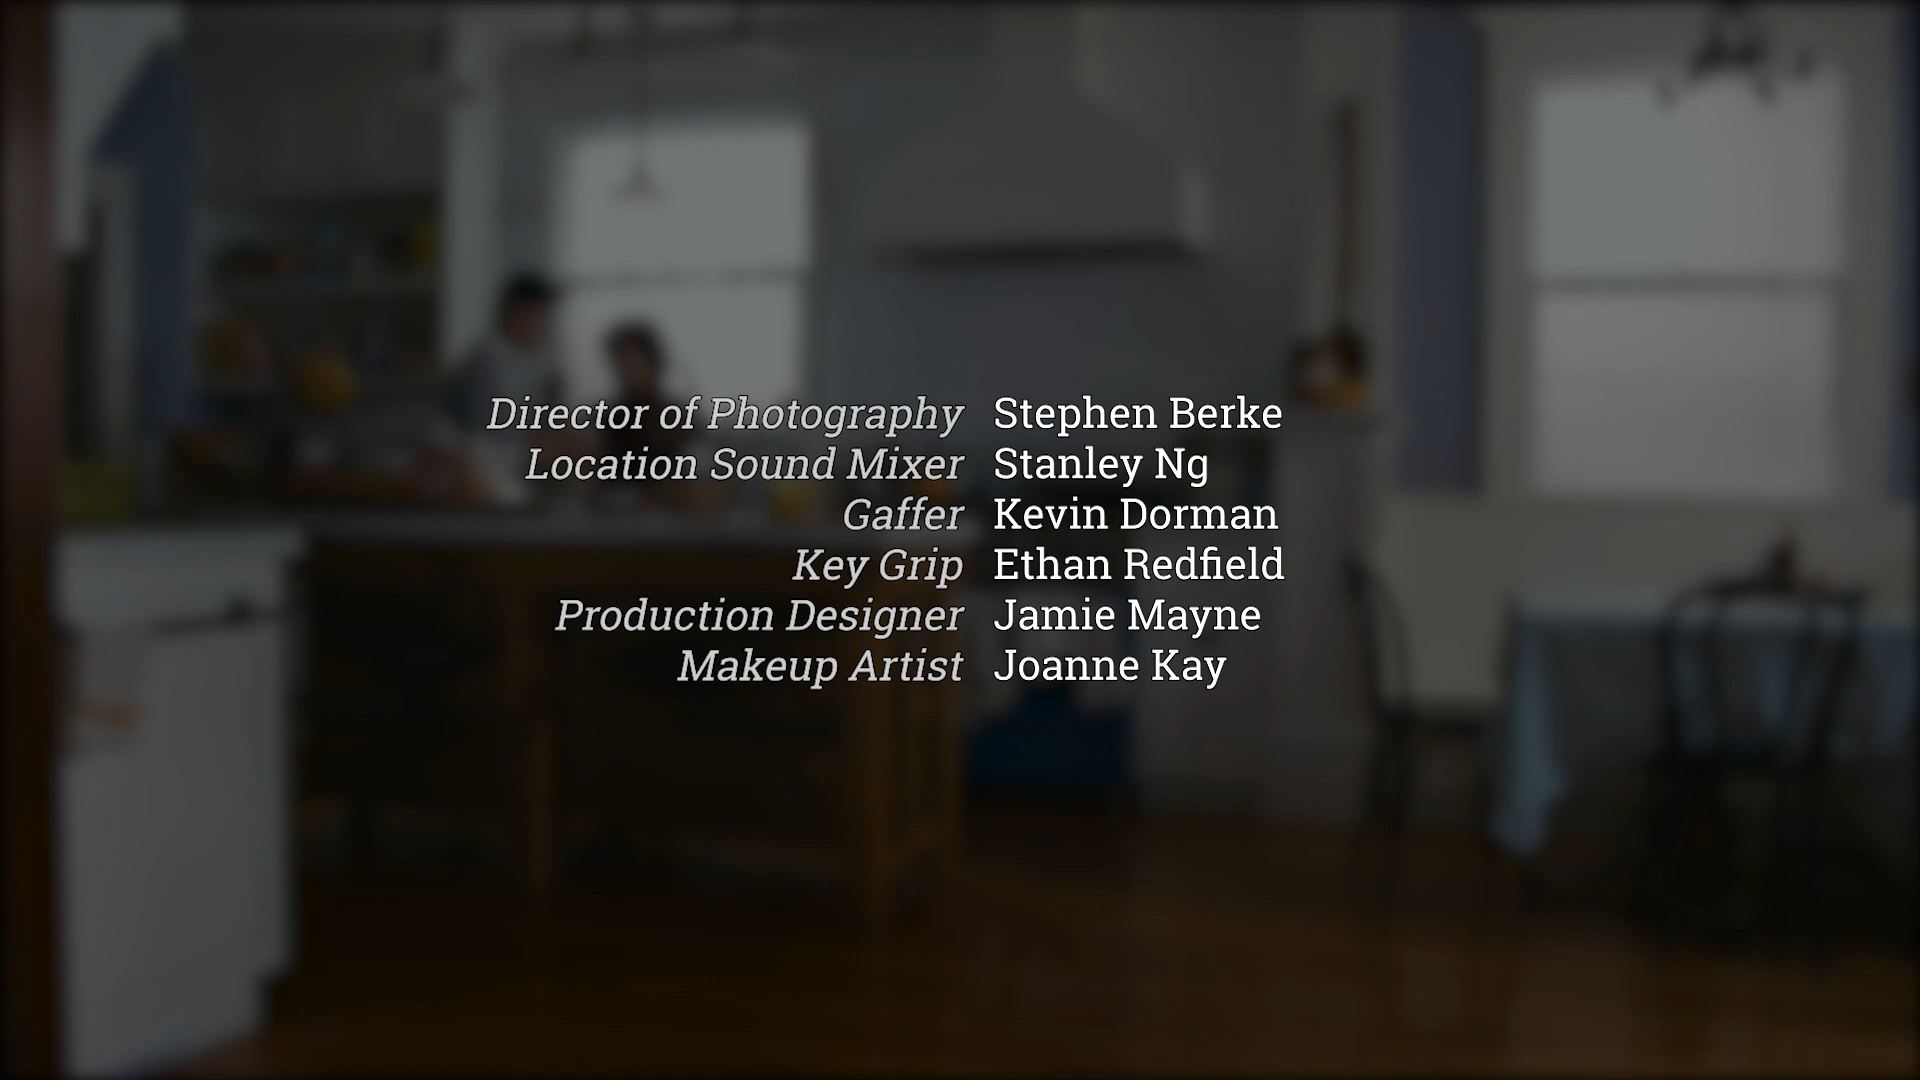 Director of Photography Stephen Berke
Location Sound Mixer Stanley Ng
Gaffer Kevin Dorman
Key Grip Ethan Redfield
Production Designer Jamie Mayne
Makeup Artist Joanne Kay